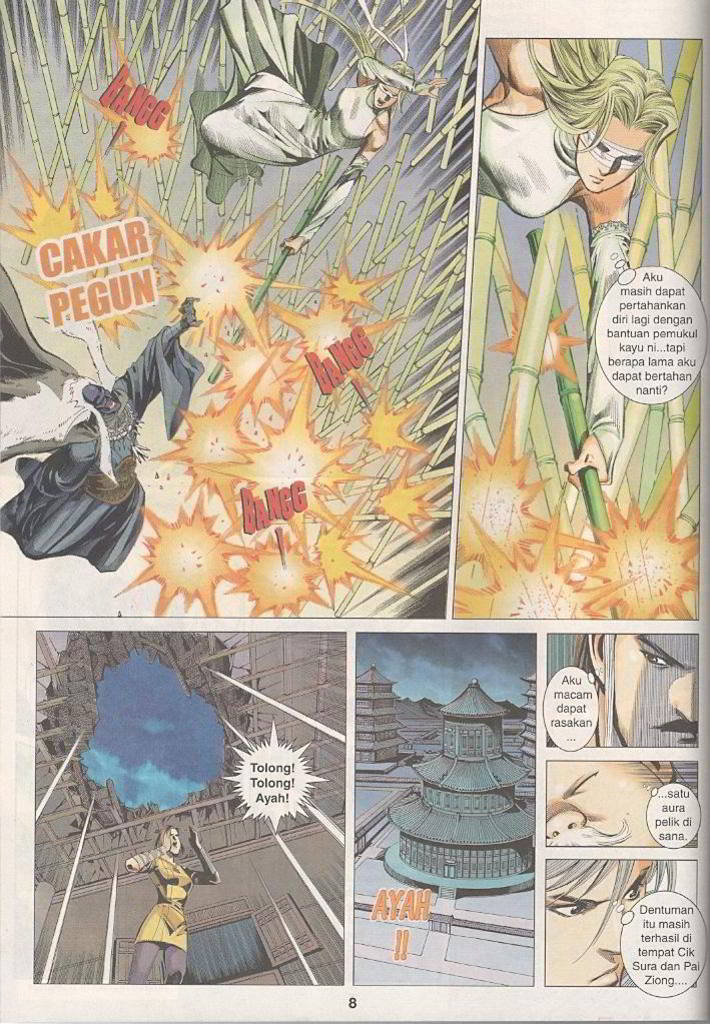 BANGG
!
CAKAR
PEGUN
BANGG
!
BANGG
!
Aku
masih dapat
pertahankan
diri lagi dengan
bantuan pemukul
kayu ni...tapi
berapa lama aku
dapat bertahan
nanti?
Tolong!
Tolong!
Ayah!
AYAH
!!
Aku
macam
dapat
rasakan
...
...satu
aura
pelik di
sana.
Dentuman
itu masih
terhasil di
tempat Cik
Sura dan Pai
Ziong....
8